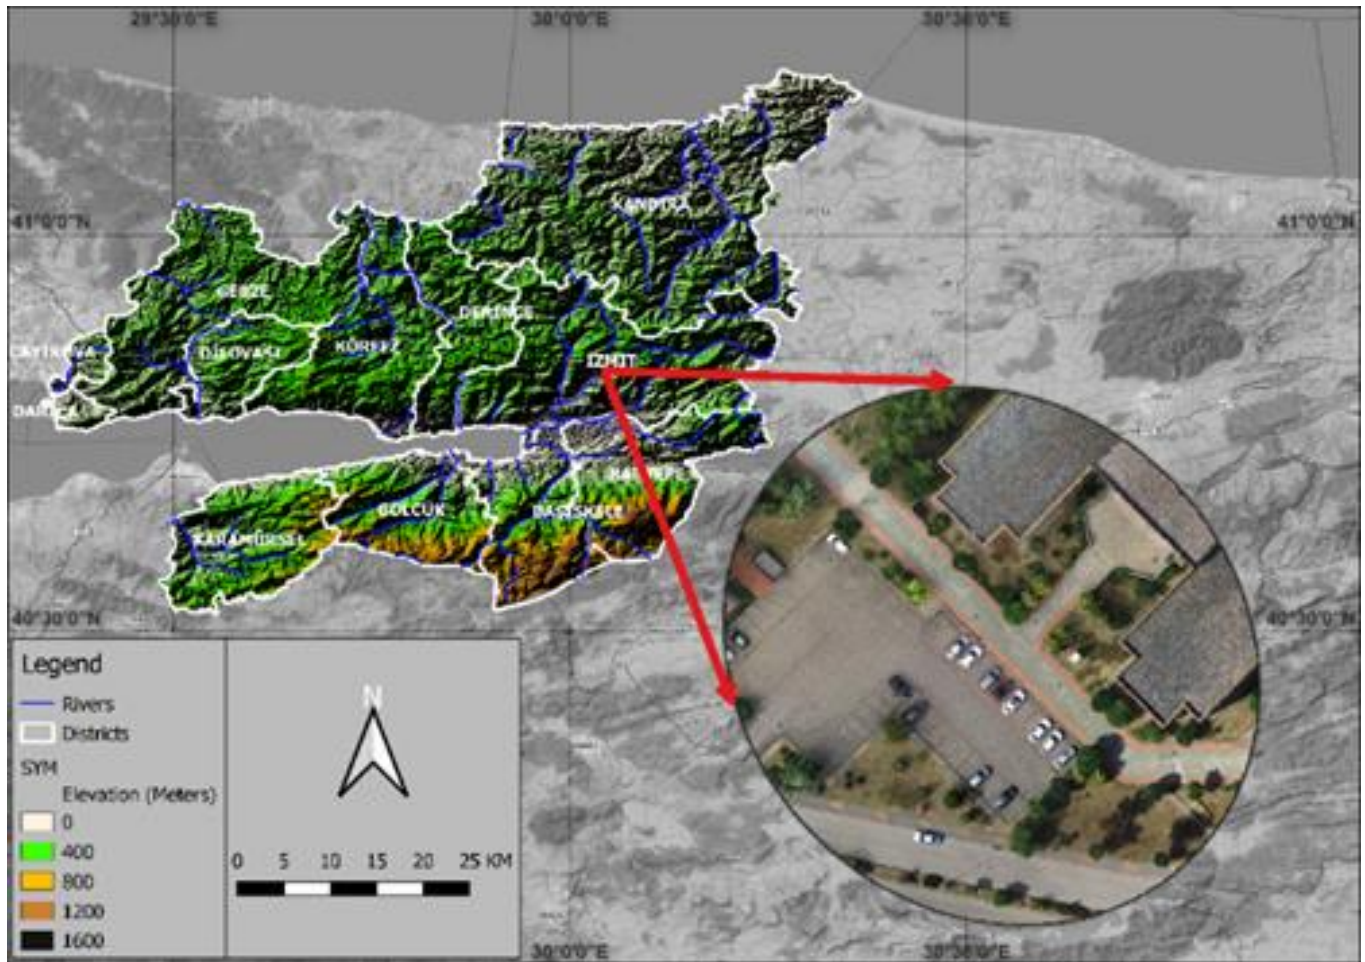 29°30'0"E 30°0'0"E 30°30'0"E
41°0'0"N 41°0'0"N
KANDIRA
GEBZE
DERİNCE
ÇAYIROVA DİLOVASI KÖRFEZ
İZMİT
DARICA
GÖLCÜK BAŞİSKELE
KARAMÜRSEL
40°30'0"N 40°30'0"N
Legend
Rivers
Districts
SYM
Elevation (Meters)
0
400
800
1200
1600
N
0 5 10 15 20 25 KM
30°0'0"E 30°30'0"E